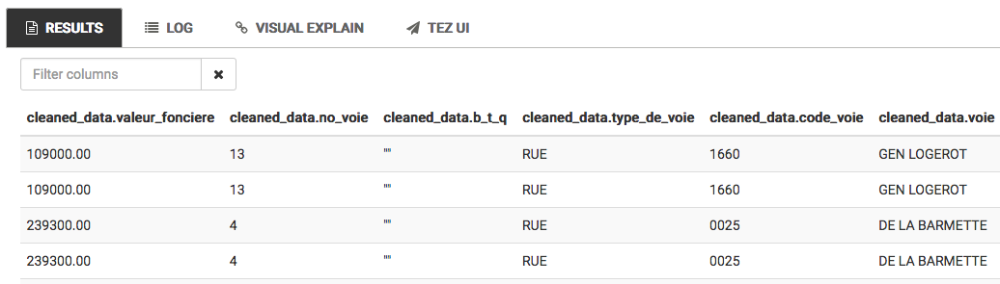 RESULTS LOG VISUAL EXPLAIN TEZ UI
Filter columns
cleaned_data.valeur_fonciere cleaned_data.no_voie cleaned_data.b_t_q cleaned_data.type_de_voie cleaned_data.code_voie cleaned_data.voie
109000.00 13 "" RUE 1660 GEN LOGEROT
109000.00 13 "" RUE 1660 GEN LOGEROT
239300.00 4 "" RUE 0025 DE LA BARMETTE
239300.00 4 "" RUE 0025 DE LA BARMETTE